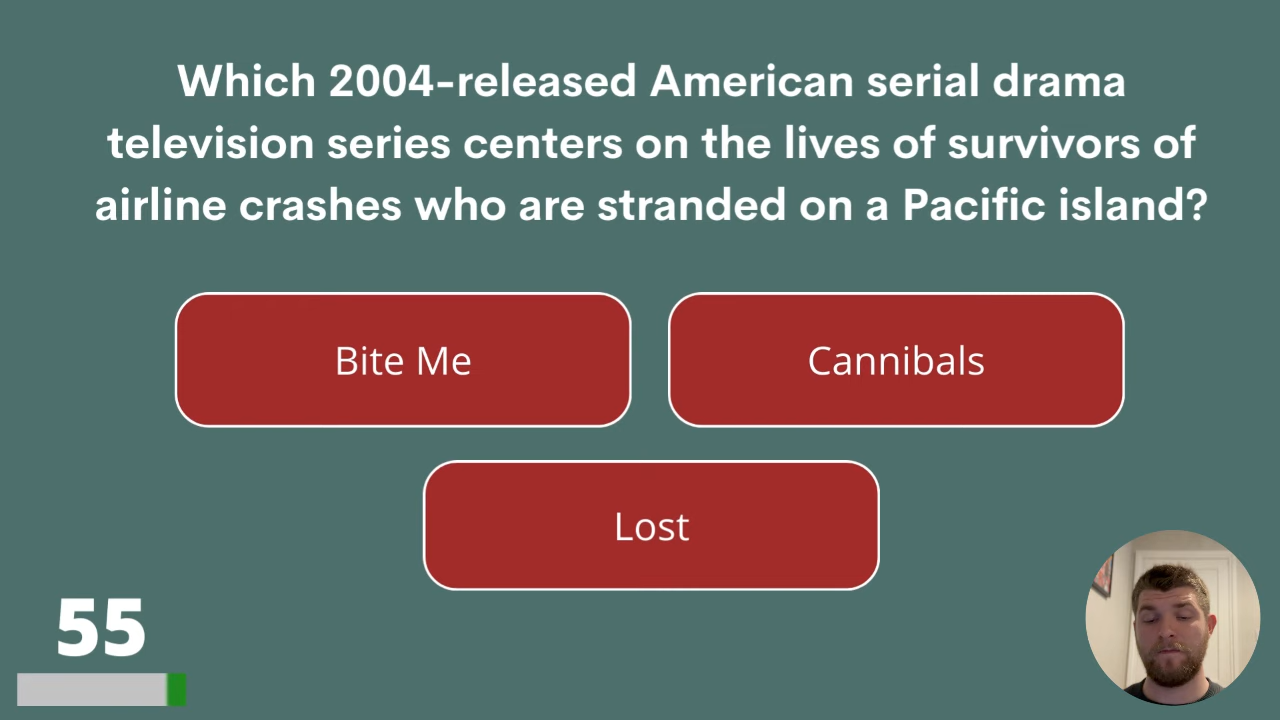 Which 2004-released American serial drama
television series centers on the lives of survivors of
airline crashes who are stranded on a Pacific island?
Bite Me
Cannibals
Lost
55